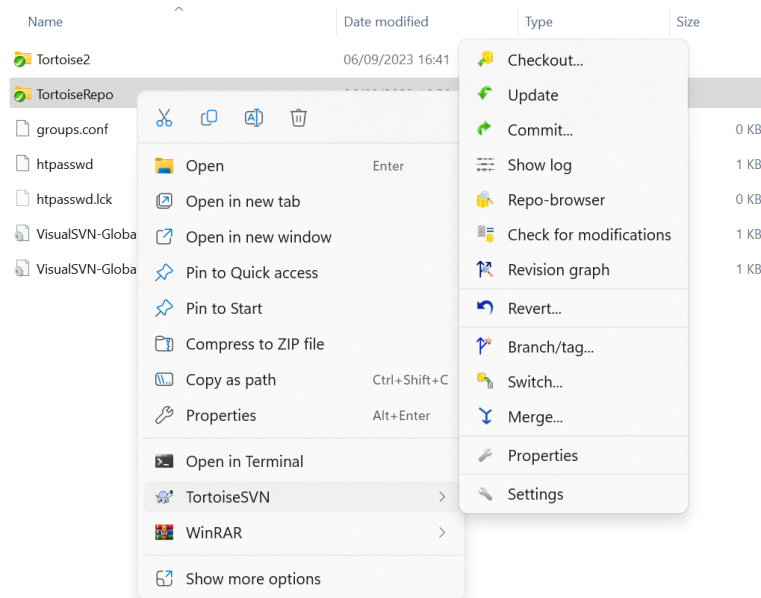 Name Date modified Type Size
Tortoise2 06/09/2023 16:41
TortoiseRepo
groups.conf 0 KB
htpasswd 1 KB
htpasswd.lck 0 KB
VisualSVN-Globa 1 KB
VisualSVN-Globa 1 KB
Open Enter
Open in new tab
Open in new window
Pin to Quick access
Pin to Start
Compress to ZIP file
Copy as path Ctrl+Shift+C
Properties Alt+Enter
Open in Terminal
TortoiseSVN
WinRAR
Show more options
Checkout...
Update
Commit...
Show log
Repo-browser
Check for modifications
Revision graph
Revert...
Branch/tag...
Switch...
Merge...
Properties
Settings